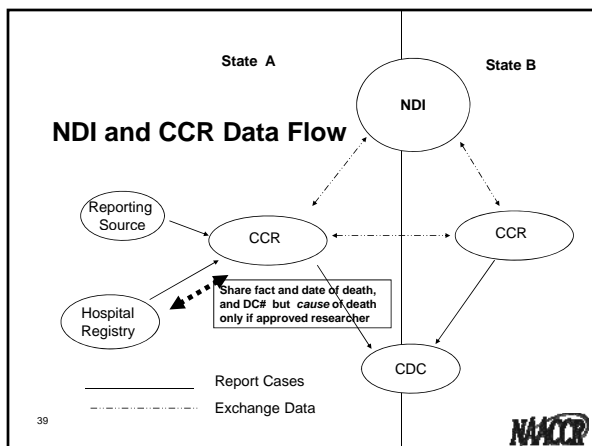 State A
State B
NDI
NDI and CCR Data Flow
Reporting
Source
CCR
CCR
Share fact and date of death,
and DC# but cause of death
only if approved researcher
Hospital
Registry
CDC
Report Cases
Exchange Data
39
NAACCR